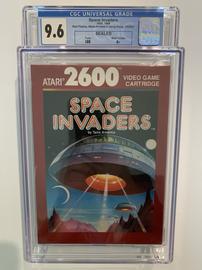 CGC UNIVERSAL GRADE
9.6
Space Invaders
SEALED
ATARI 2600 VIDEO GAME CARTRIDGE
SPACE
INVADERS
by Taito America